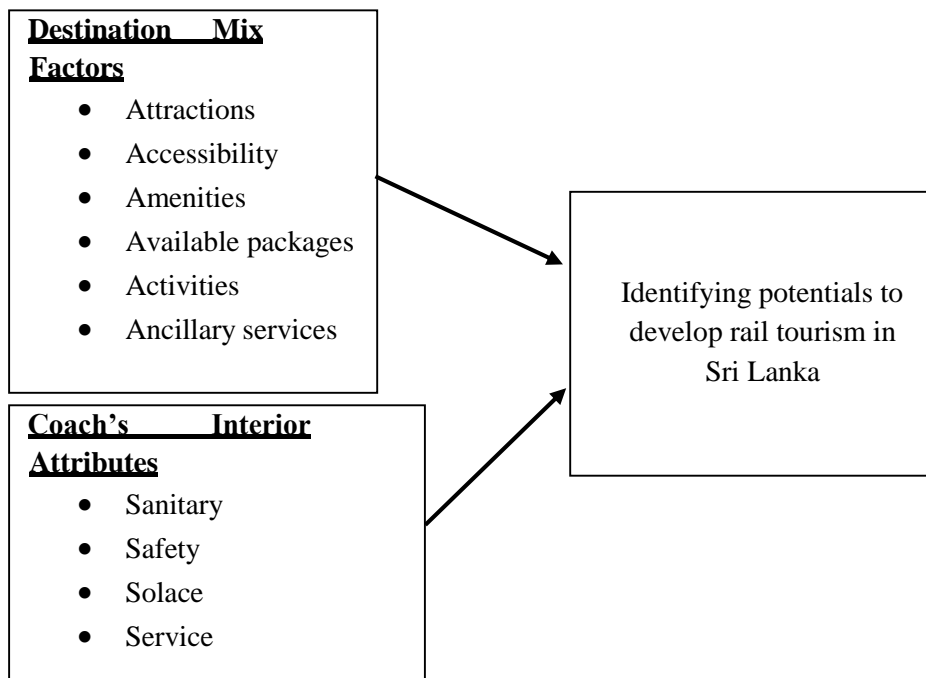 Destination Mix
Factors
• Attractions
• Accessibility
• Amenities
• Available packages
• Activities
• Ancillary services
Identifying potentials to
develop rail tourism in
Sri Lanka
Coach's Interior
Attributes
• Sanitary
• Safety
• Solace
• Service